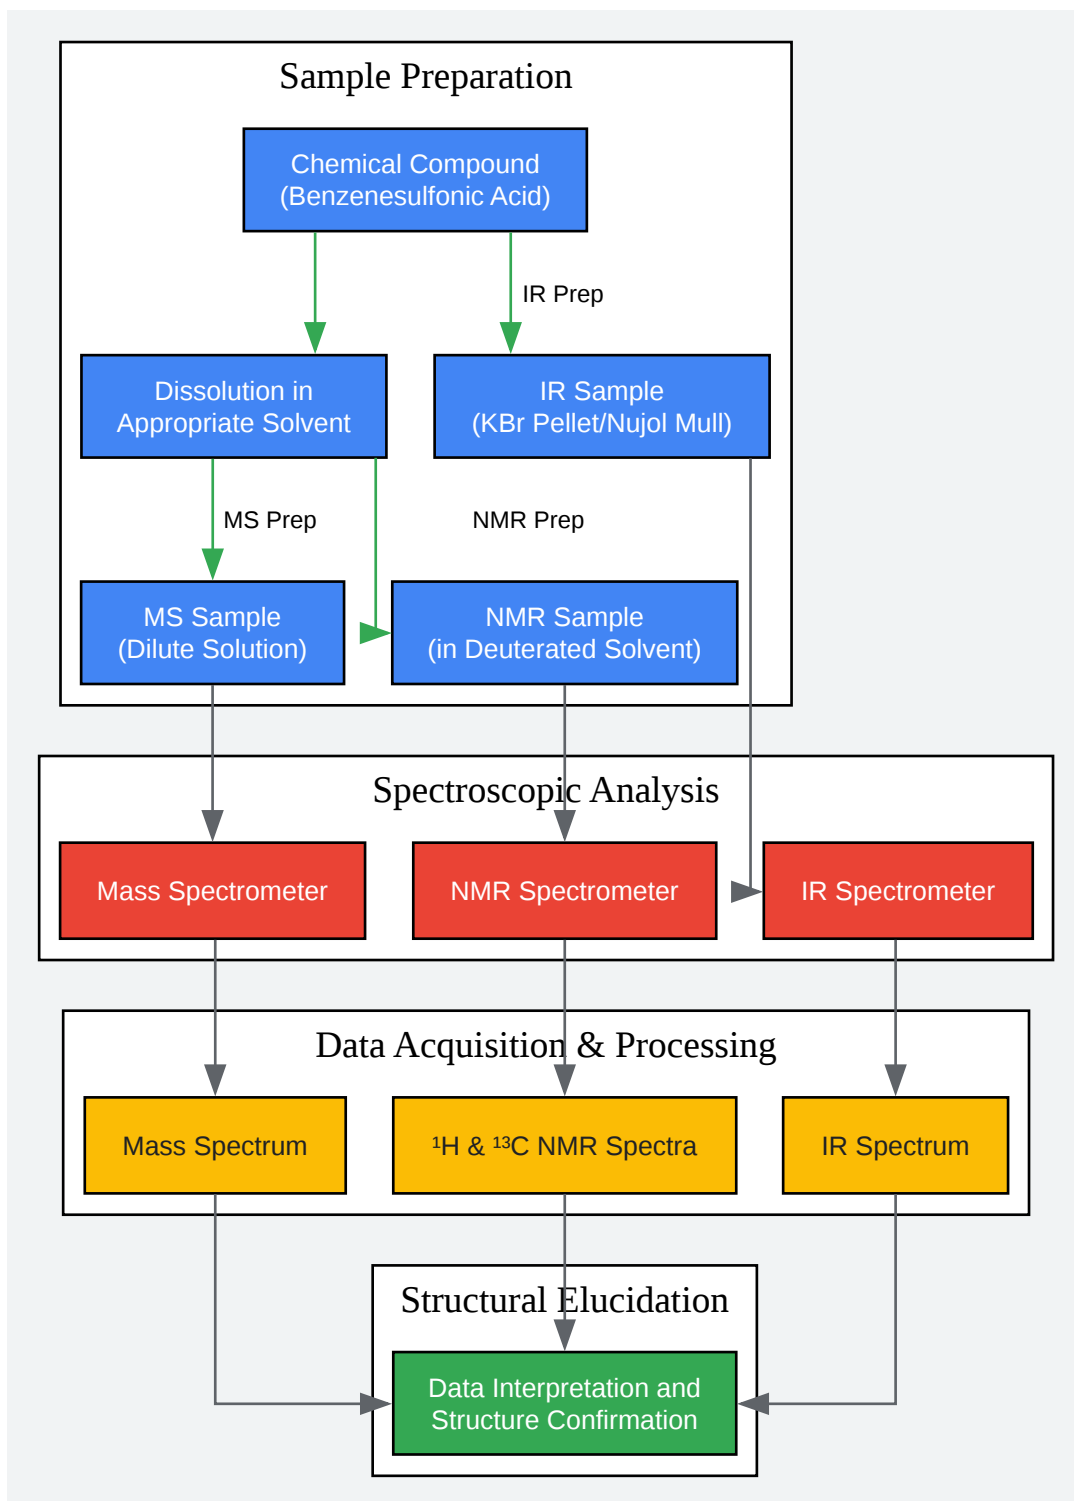 Sample Preparation
Chemical Compound
(Benzenesulfonic Acid)
IR Prep
Dissolution in
Appropriate Solvent
IR Sample
(KBr Pellet/Nujol Mull)
MS Prep
NMR Prep
MS Sample
(Dilute Solution)
NMR Sample
(in Deuterated Solvent)
Spectroscopic Analysis
Mass Spectrometer
NMR Spectrometer
IR Spectrometer
Data Acquisition & Processing
Mass Spectrum
¹H & ¹³C NMR Spectra
IR Spectrum
Structural Elucidation
Data Interpretation and
Structure Confirmation